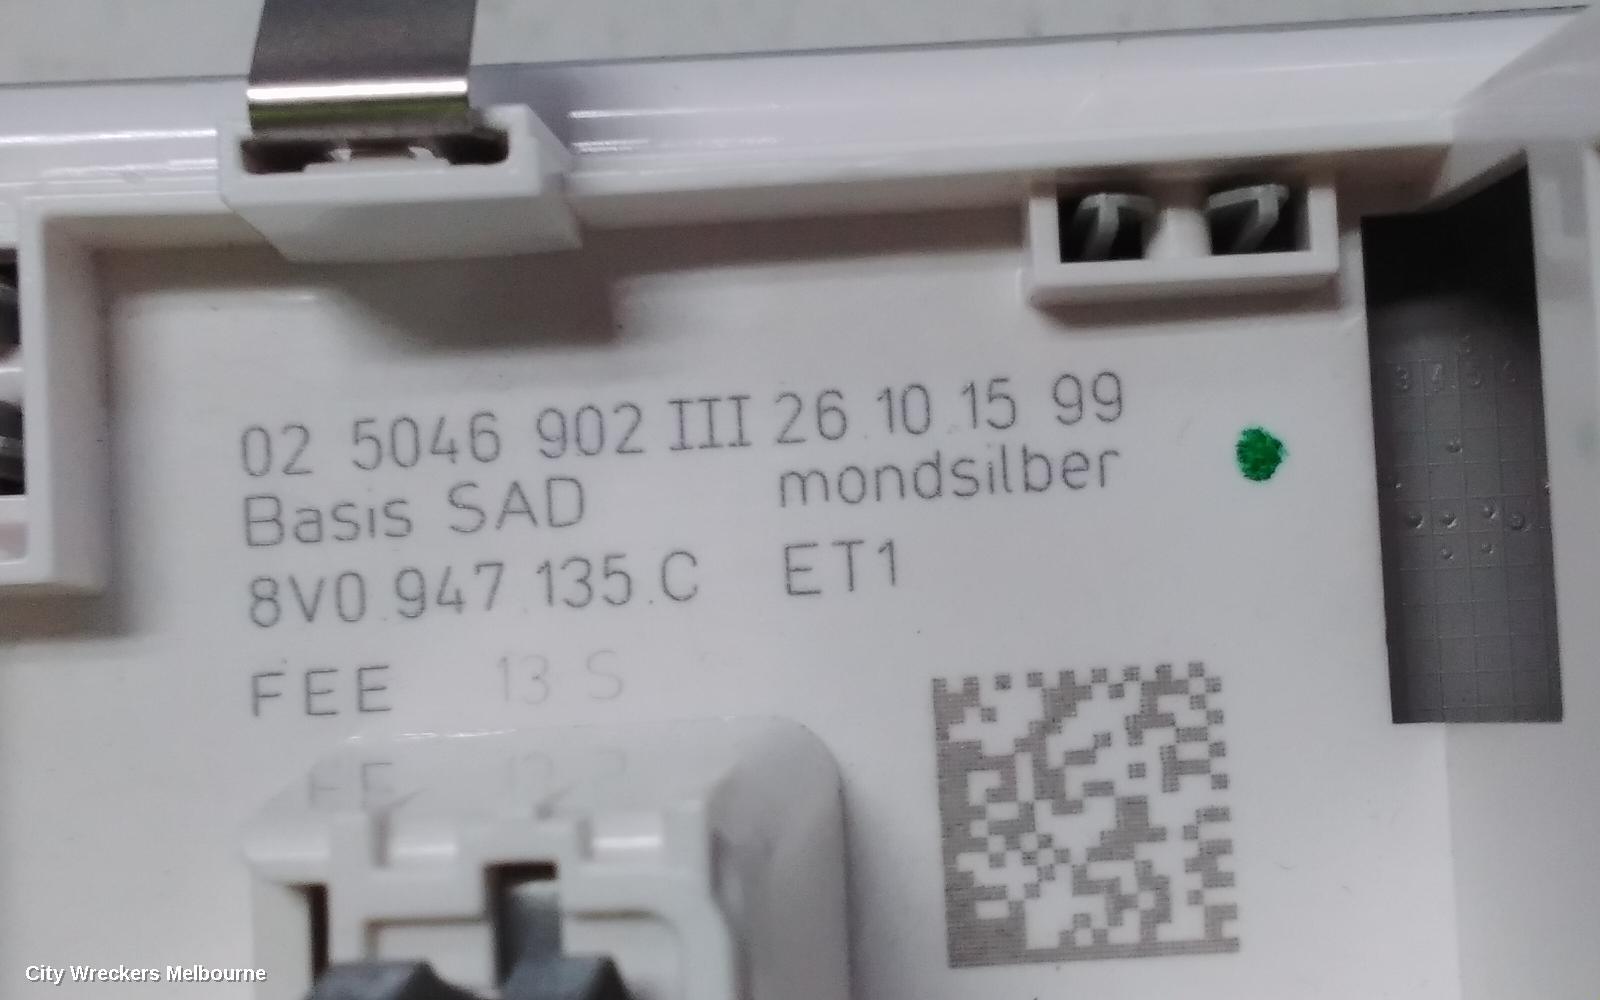 02 5046 902 III 26.10.15 99
Basis SAD mondsilber
8V0.947.135.C ET1
FEE 13 S
City Wreckers Melbourne